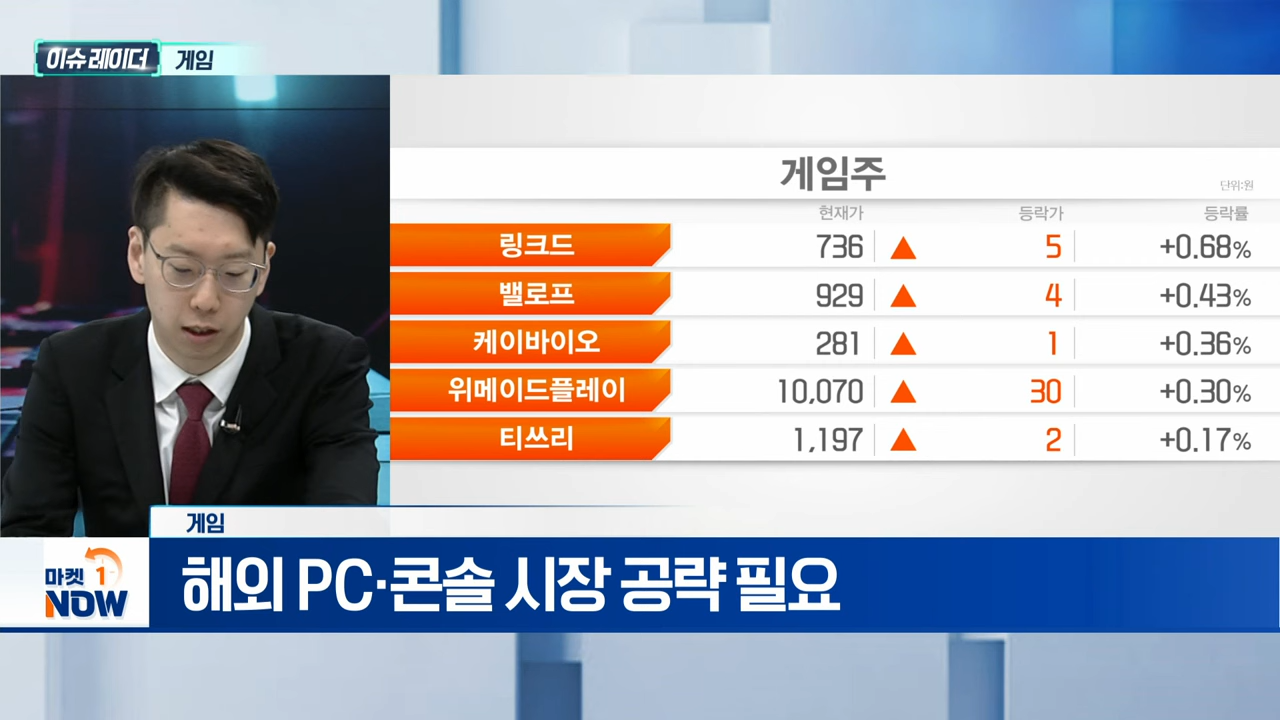 이슈 레이더 게임
게임주
단위:원
현재가 등락가 등락률
링크드 736 ▲ 5 +0.68%
밸로프 929 ▲ 4 +0.43%
케이바이오 281 ▲ 1 +0.36%
위메이드플레이 10,070 ▲ 30 +0.30%
티쓰리 1,197 ▲ 2 +0.17%
게임
마켓 1
NOW
해외 PC·콘솔 시장 공략 필요